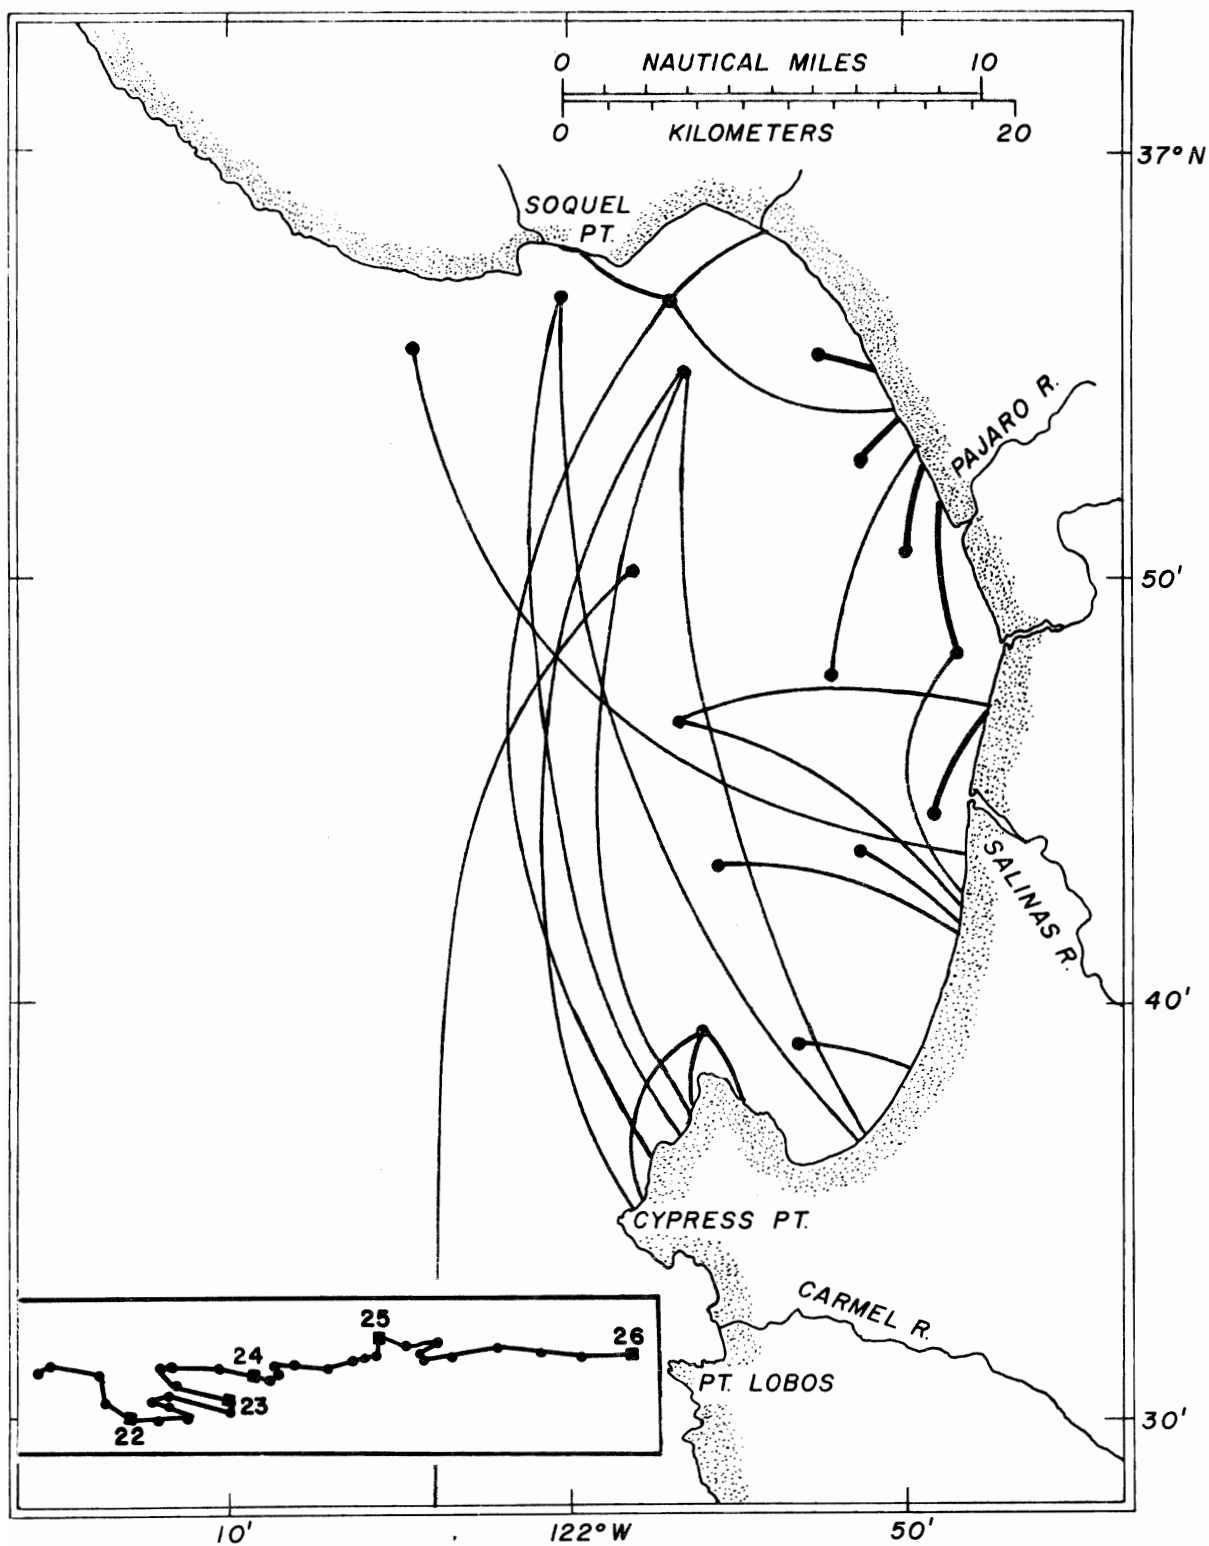 0 NAUTICAL MILES 10
0 KILOMETERS 20
37°N
SOQUEL
PT.
PAJARO R.
50'
SALINAS R.
40'
CYPRESS PT.
CARMEL R.
25
26
24
PT. LOBOS
23
22
30'
10' 122°W 50'